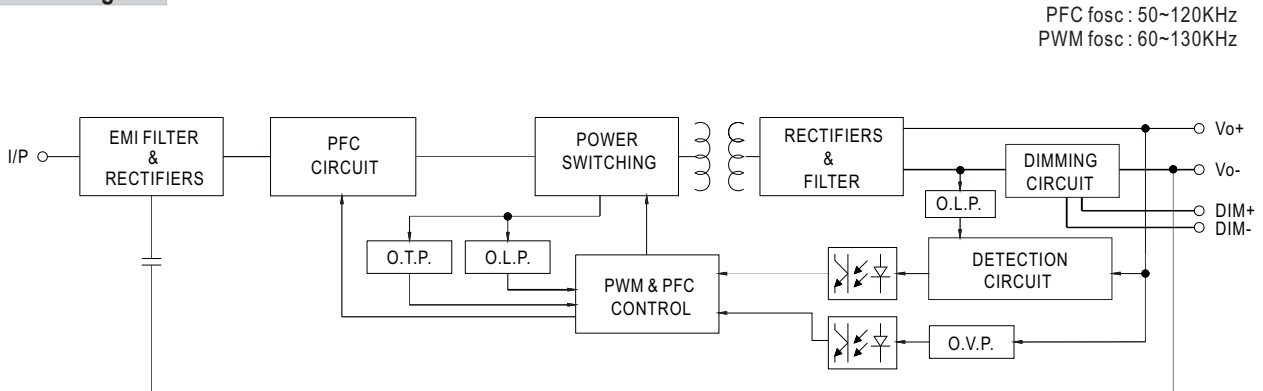 PFC fosc : 50~120KHz
PWM fosc : 60~130KHz
I/P
EMI FILTER
&
RECTIFIERS
PFC
CIRCUIT
POWER
SWITCHING
RECTIFIERS
&
FILTER
DIMMING
CIRCUIT
Vo+
Vo-
DIM+
DIM-
O.L.P.
O.T.P.
O.L.P.
PWM & PFC
CONTROL
DETECTION
CIRCUIT
O.V.P.